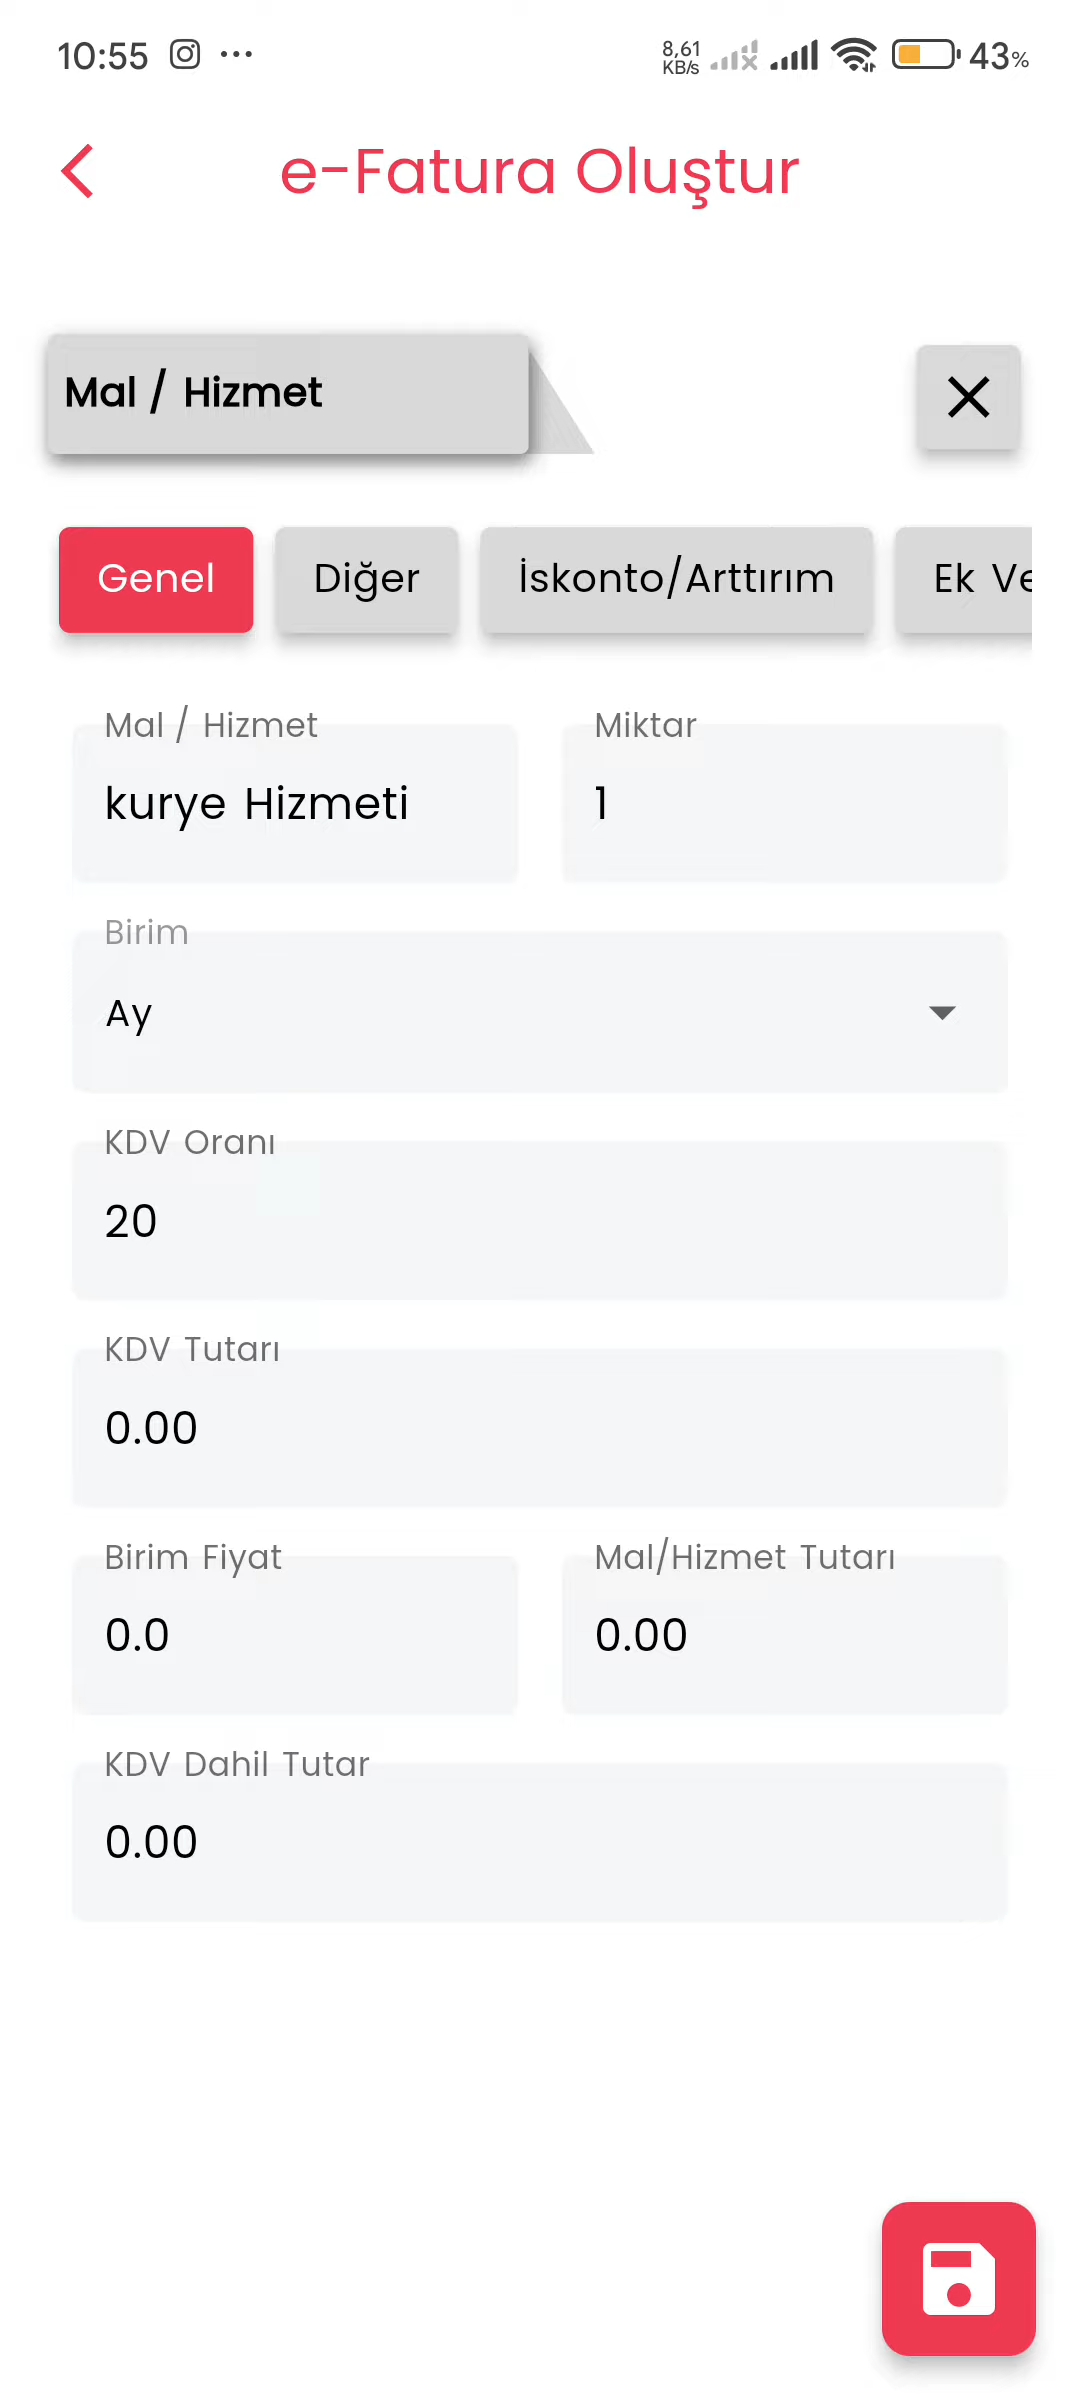 10:55
8,61 KB/s
43%
e-Fatura Oluştur
Mal / Hizmet
Genel
Diğer
İskonto/Arttırım
Ek Ve
Mal / Hizmet
kurye Hizmeti
Miktar
1
Birim
Ay
KDV Oranı
20
KDV Tutarı
0.00
Birim Fiyat
0.0
Mal/Hizmet Tutarı
0.00
KDV Dahil Tutar
0.00